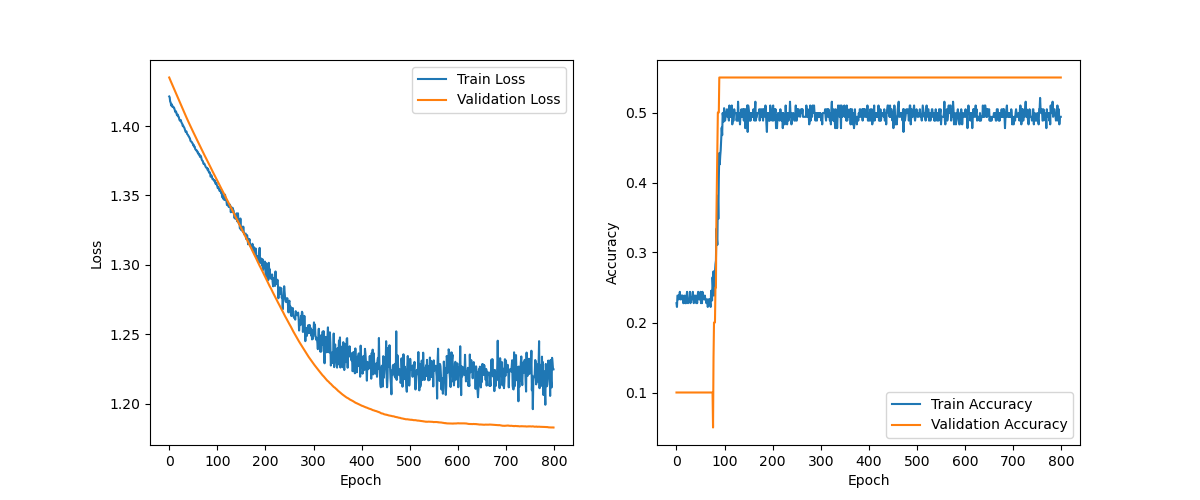 Train Loss
Validation Loss
1.40
1.35
1.30
1.25
1.20
Loss
0 100 200 300 400 500 600 700 800
Epoch
0.5
0.4
0.3
0.2
0.1
Accuracy
Train Accuracy
Validation Accuracy
0 100 200 300 400 500 600 700 800
Epoch